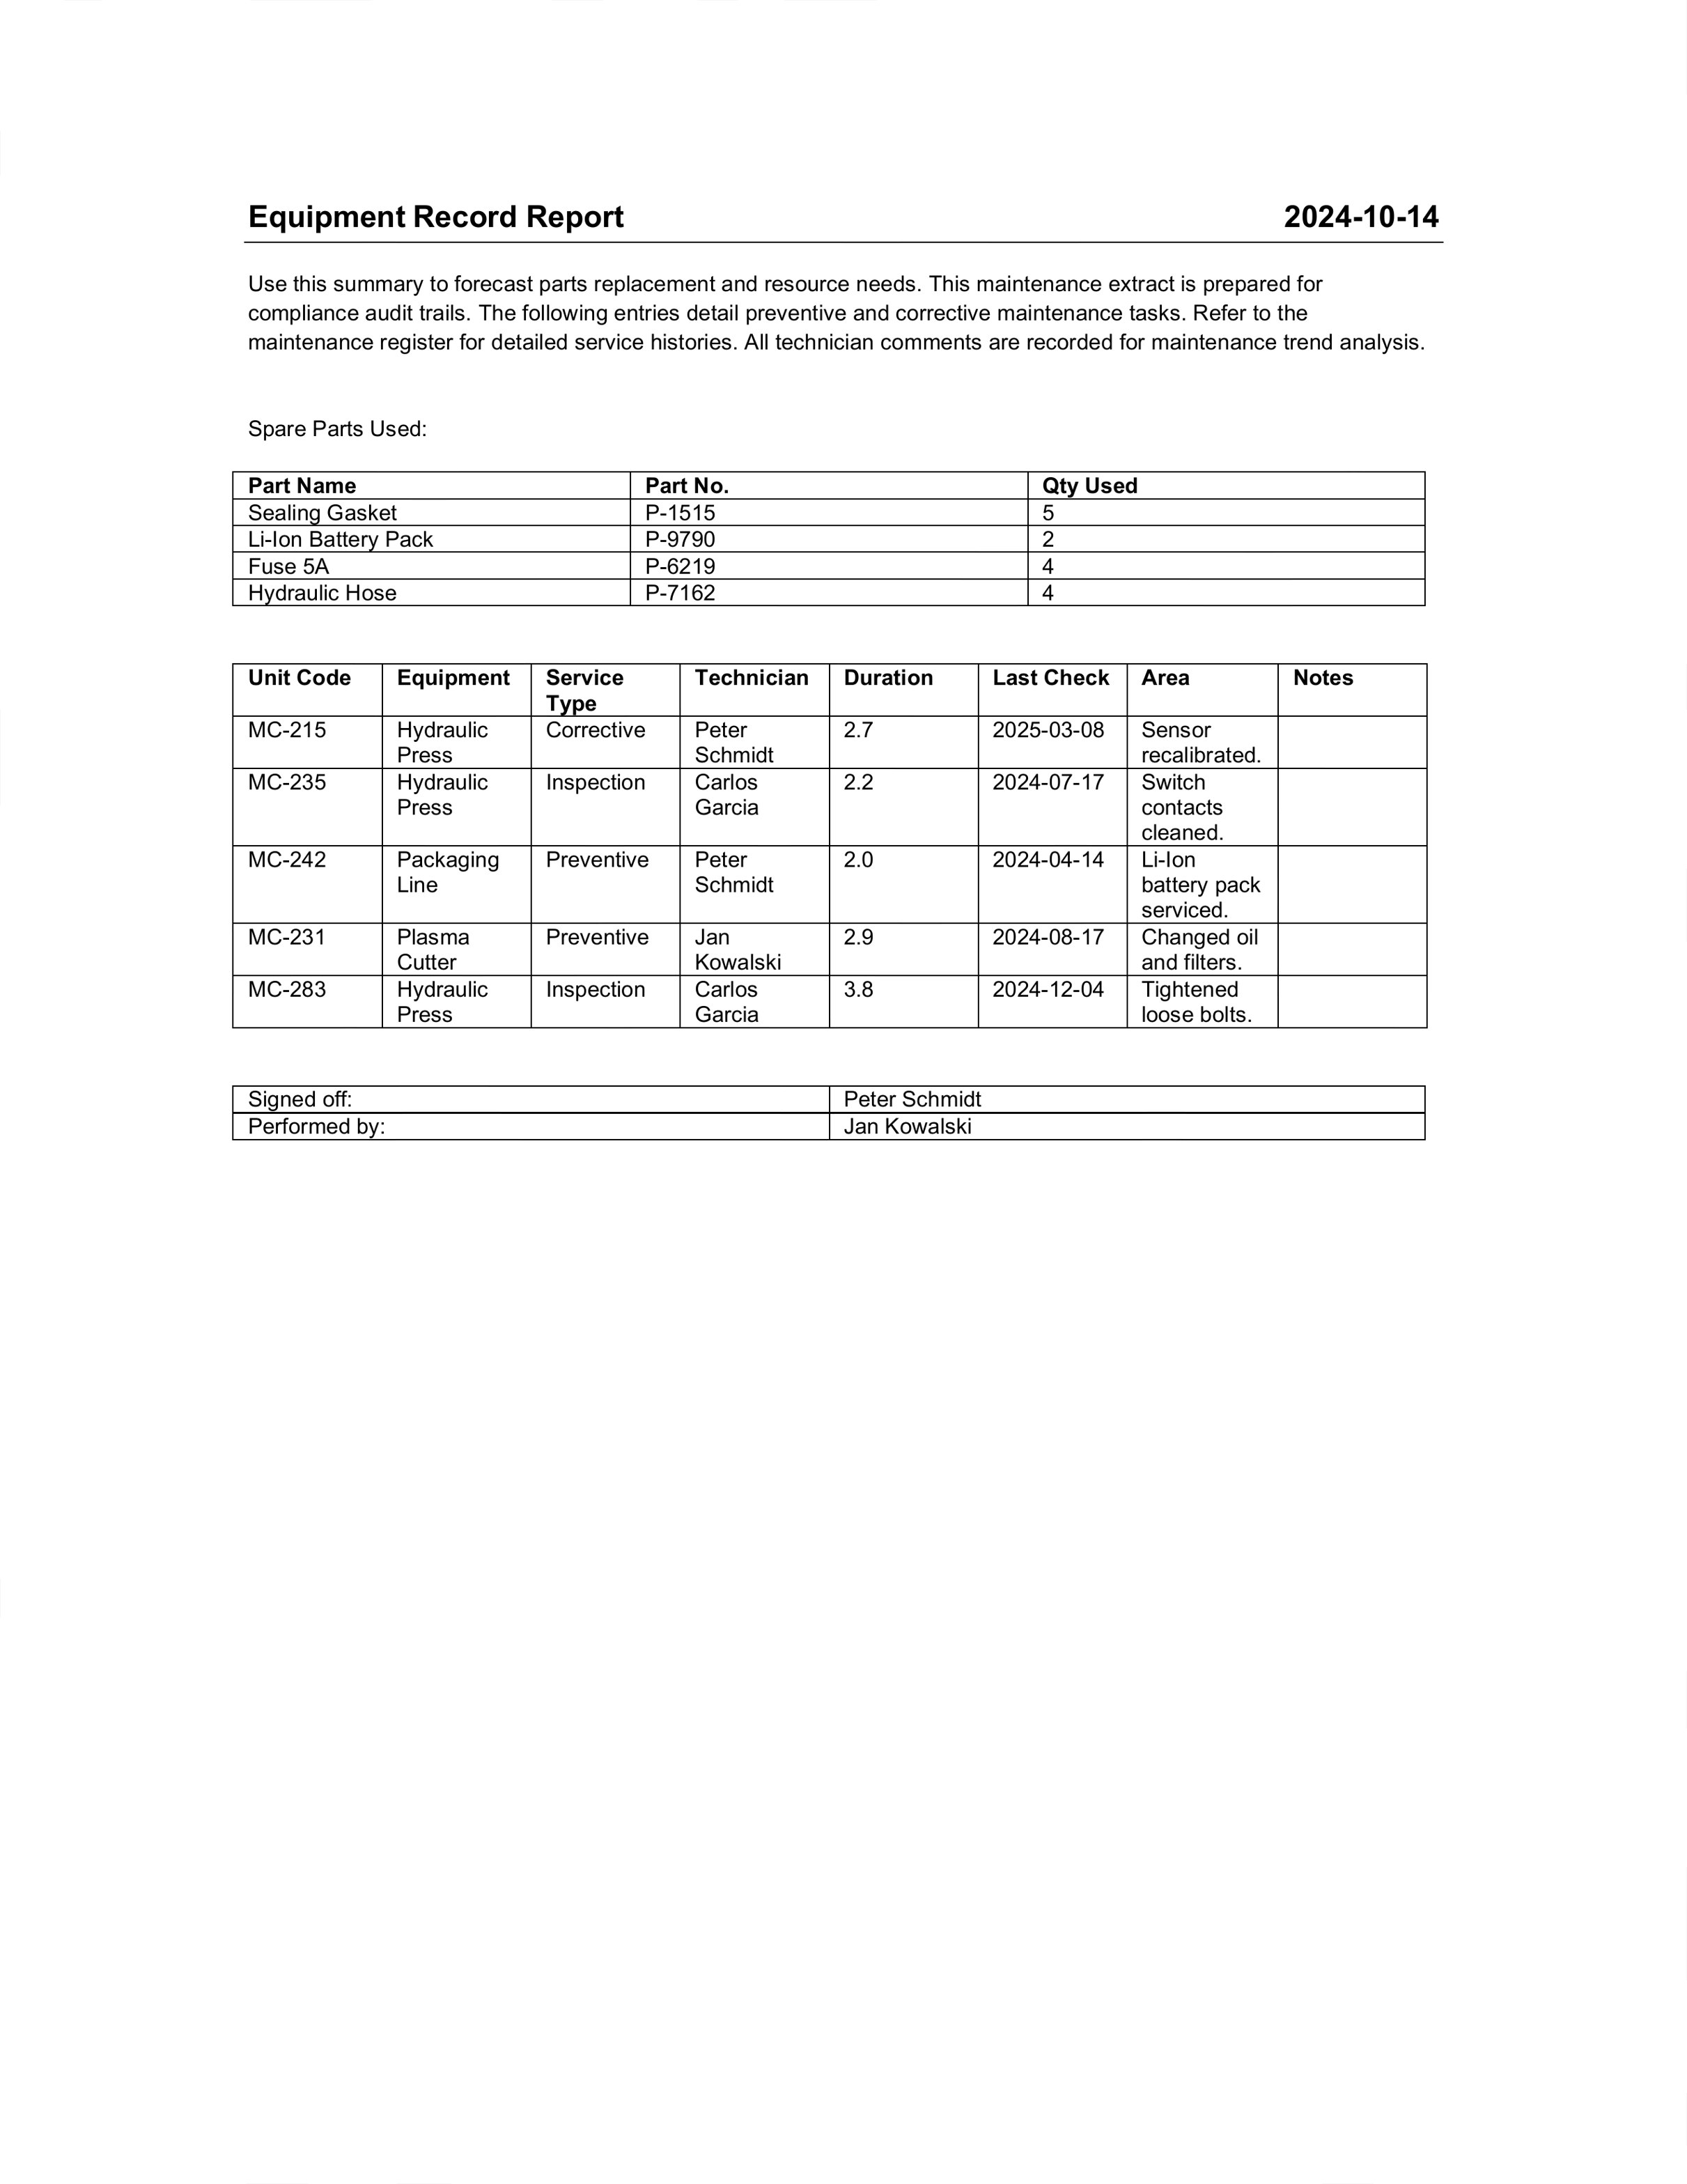 Equipment Record Report 2024-10-14
Use this summary to forecast parts replacement and resource needs. This maintenance extract is prepared for
compliance audit trails. The following entries detail preventive and corrective maintenance tasks. Refer to the
maintenance register for detailed service histories. All technician comments are recorded for maintenance trend analysis.
Spare Parts Used:
Part Name Part No. Qty Used
Sealing Gasket P-1515 5
Li-Ion Battery Pack P-9790 2
Fuse 5A P-6219 4
Hydraulic Hose P-7162 4
Unit Code Equipment Service Technician Duration Last Check Area Notes
Type
MC-215 Hydraulic Corrective Peter 2.7 2025-03-08 Sensor
Press Schmidt recalibrated.
MC-235 Hydraulic Inspection Carlos 2.2 2024-07-17 Switch
Press Garcia contacts
cleaned.
MC-242 Packaging Preventive Peter 2.0 2024-04-14 Li-Ion
Line Schmidt battery pack
serviced.
MC-231 Plasma Preventive Jan 2.9 2024-08-17 Changed oil
Cutter Kowalski and filters.
MC-283 Hydraulic Inspection Carlos 3.8 2024-12-04 Tightened
Press Garcia loose bolts.
Signed off: Peter Schmidt
Performed by: Jan Kowalski